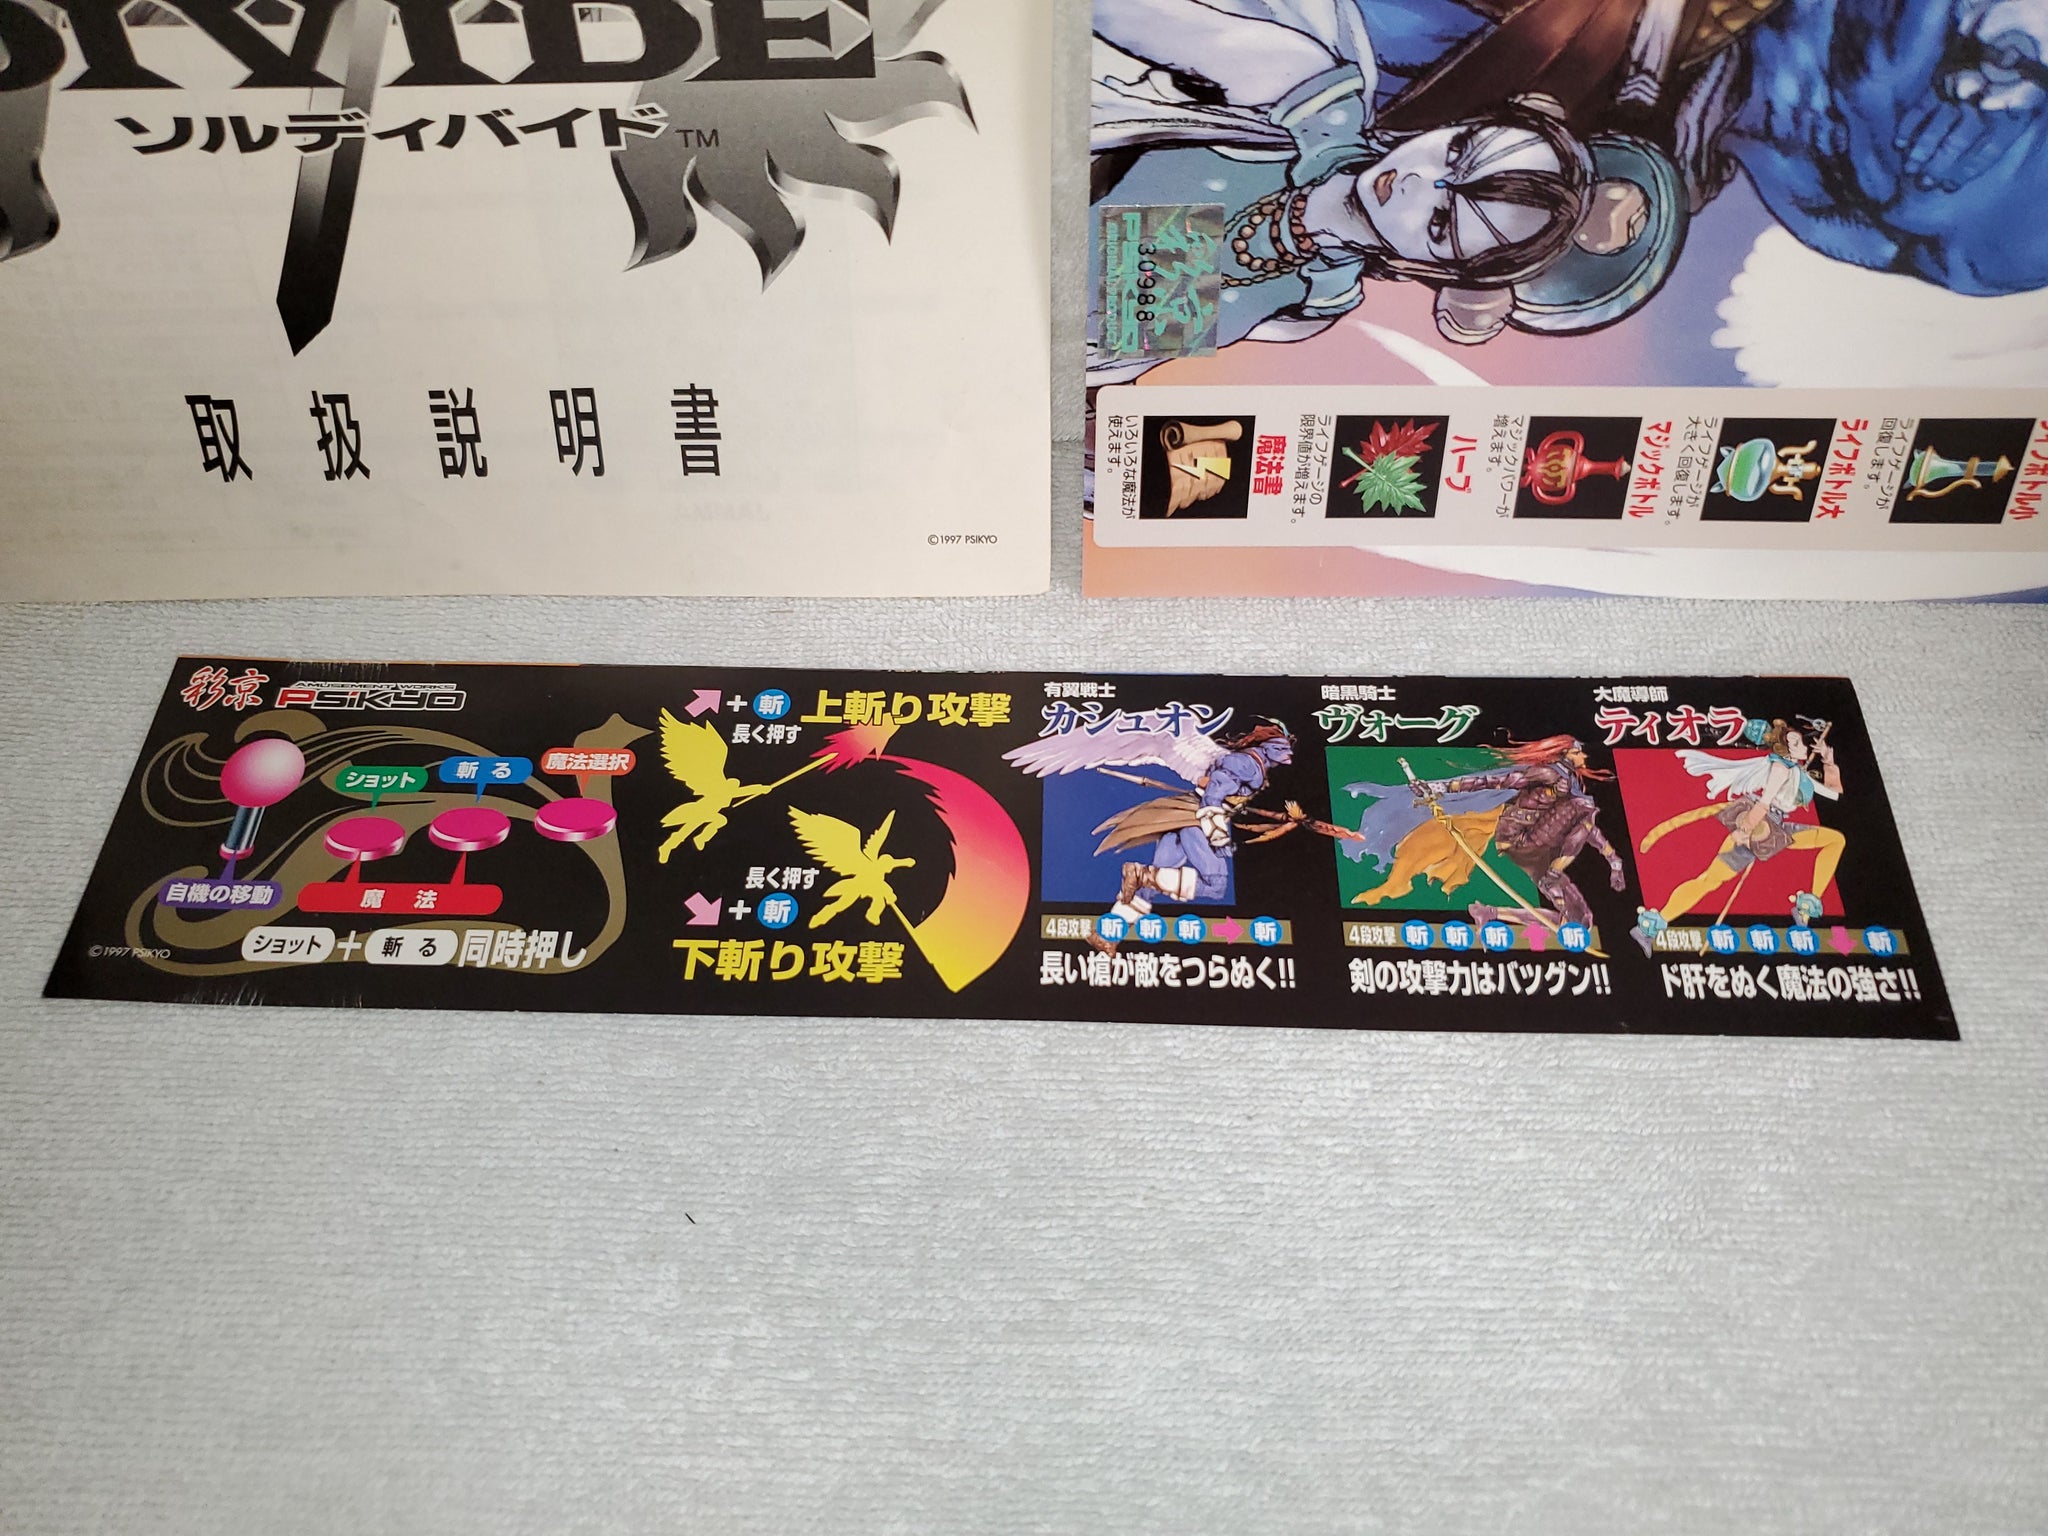 DIVIDE
ソルディバイド TM
取扱説明書
©1997 PSIKYO
彩京
PSIKYO
30988
ライフボトル小
ライフゲージが
回復します。
ライフボトル大
ライフゲージが
大きく回復します。
マジックボトル
マジックパワーが
増えます。
ハーブ
ライフゲージの
限界値が増えます。
魔法書
いろいろな魔法が
使えます。
彩京 AMUSEMENT WORKS
PSiKYO
ショット
斬る
魔法選択
自機の移動
魔法
ショット+斬る同時押し
©1997 PSIKYO
+斬 上斬り攻撃
長く押す
長く押す
+斬
下斬り攻撃
有翼戦士
カシュオン
4段攻撃 斬 斬 斬 斬
長い槍が敵をつらぬく!!
暗黒騎士
ヴォーグ
4段攻撃 斬 斬 斬 斬
剣の攻撃力はバツグン!!
大魔導師
ティオラ
4段攻撃 斬 斬 斬 斬
ド肝をぬく魔法の強さ!!